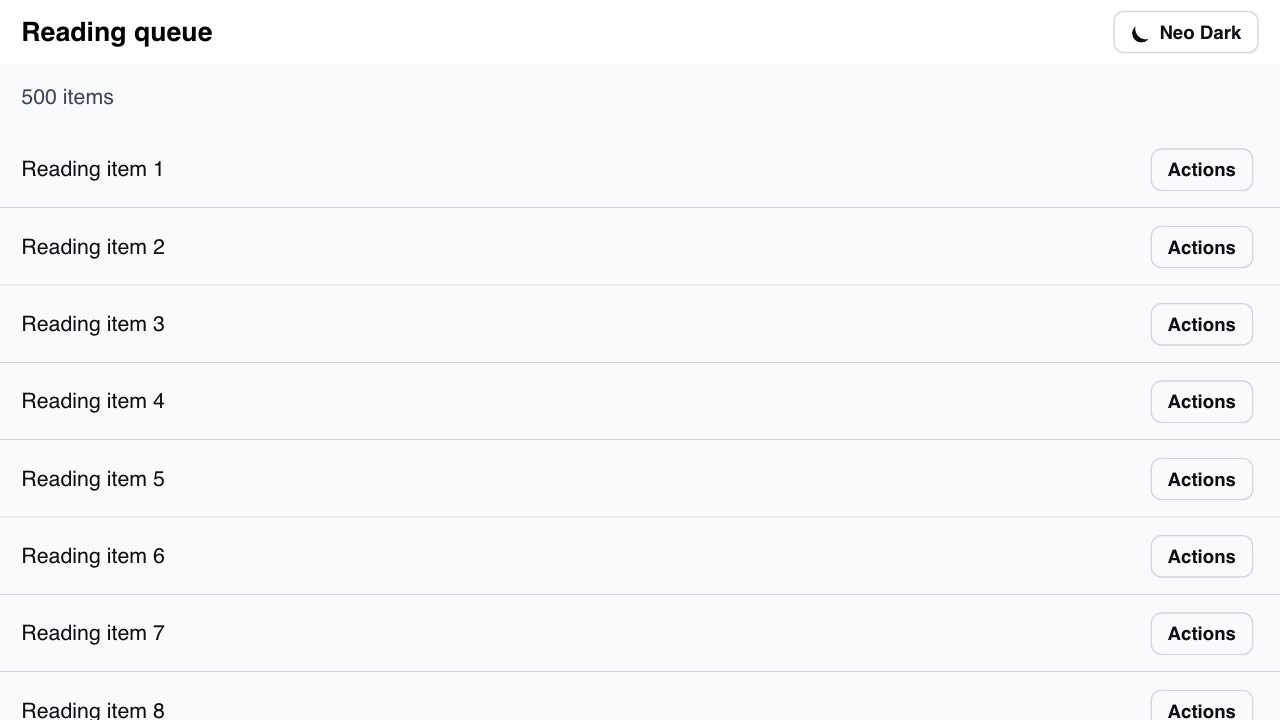 Reading queue
Neo Dark
500 items
Reading item 1
Actions
Reading item 2
Actions
Reading item 3
Actions
Reading item 4
Actions
Reading item 5
Actions
Reading item 6
Actions
Reading item 7
Actions
Reading item 8
Actions